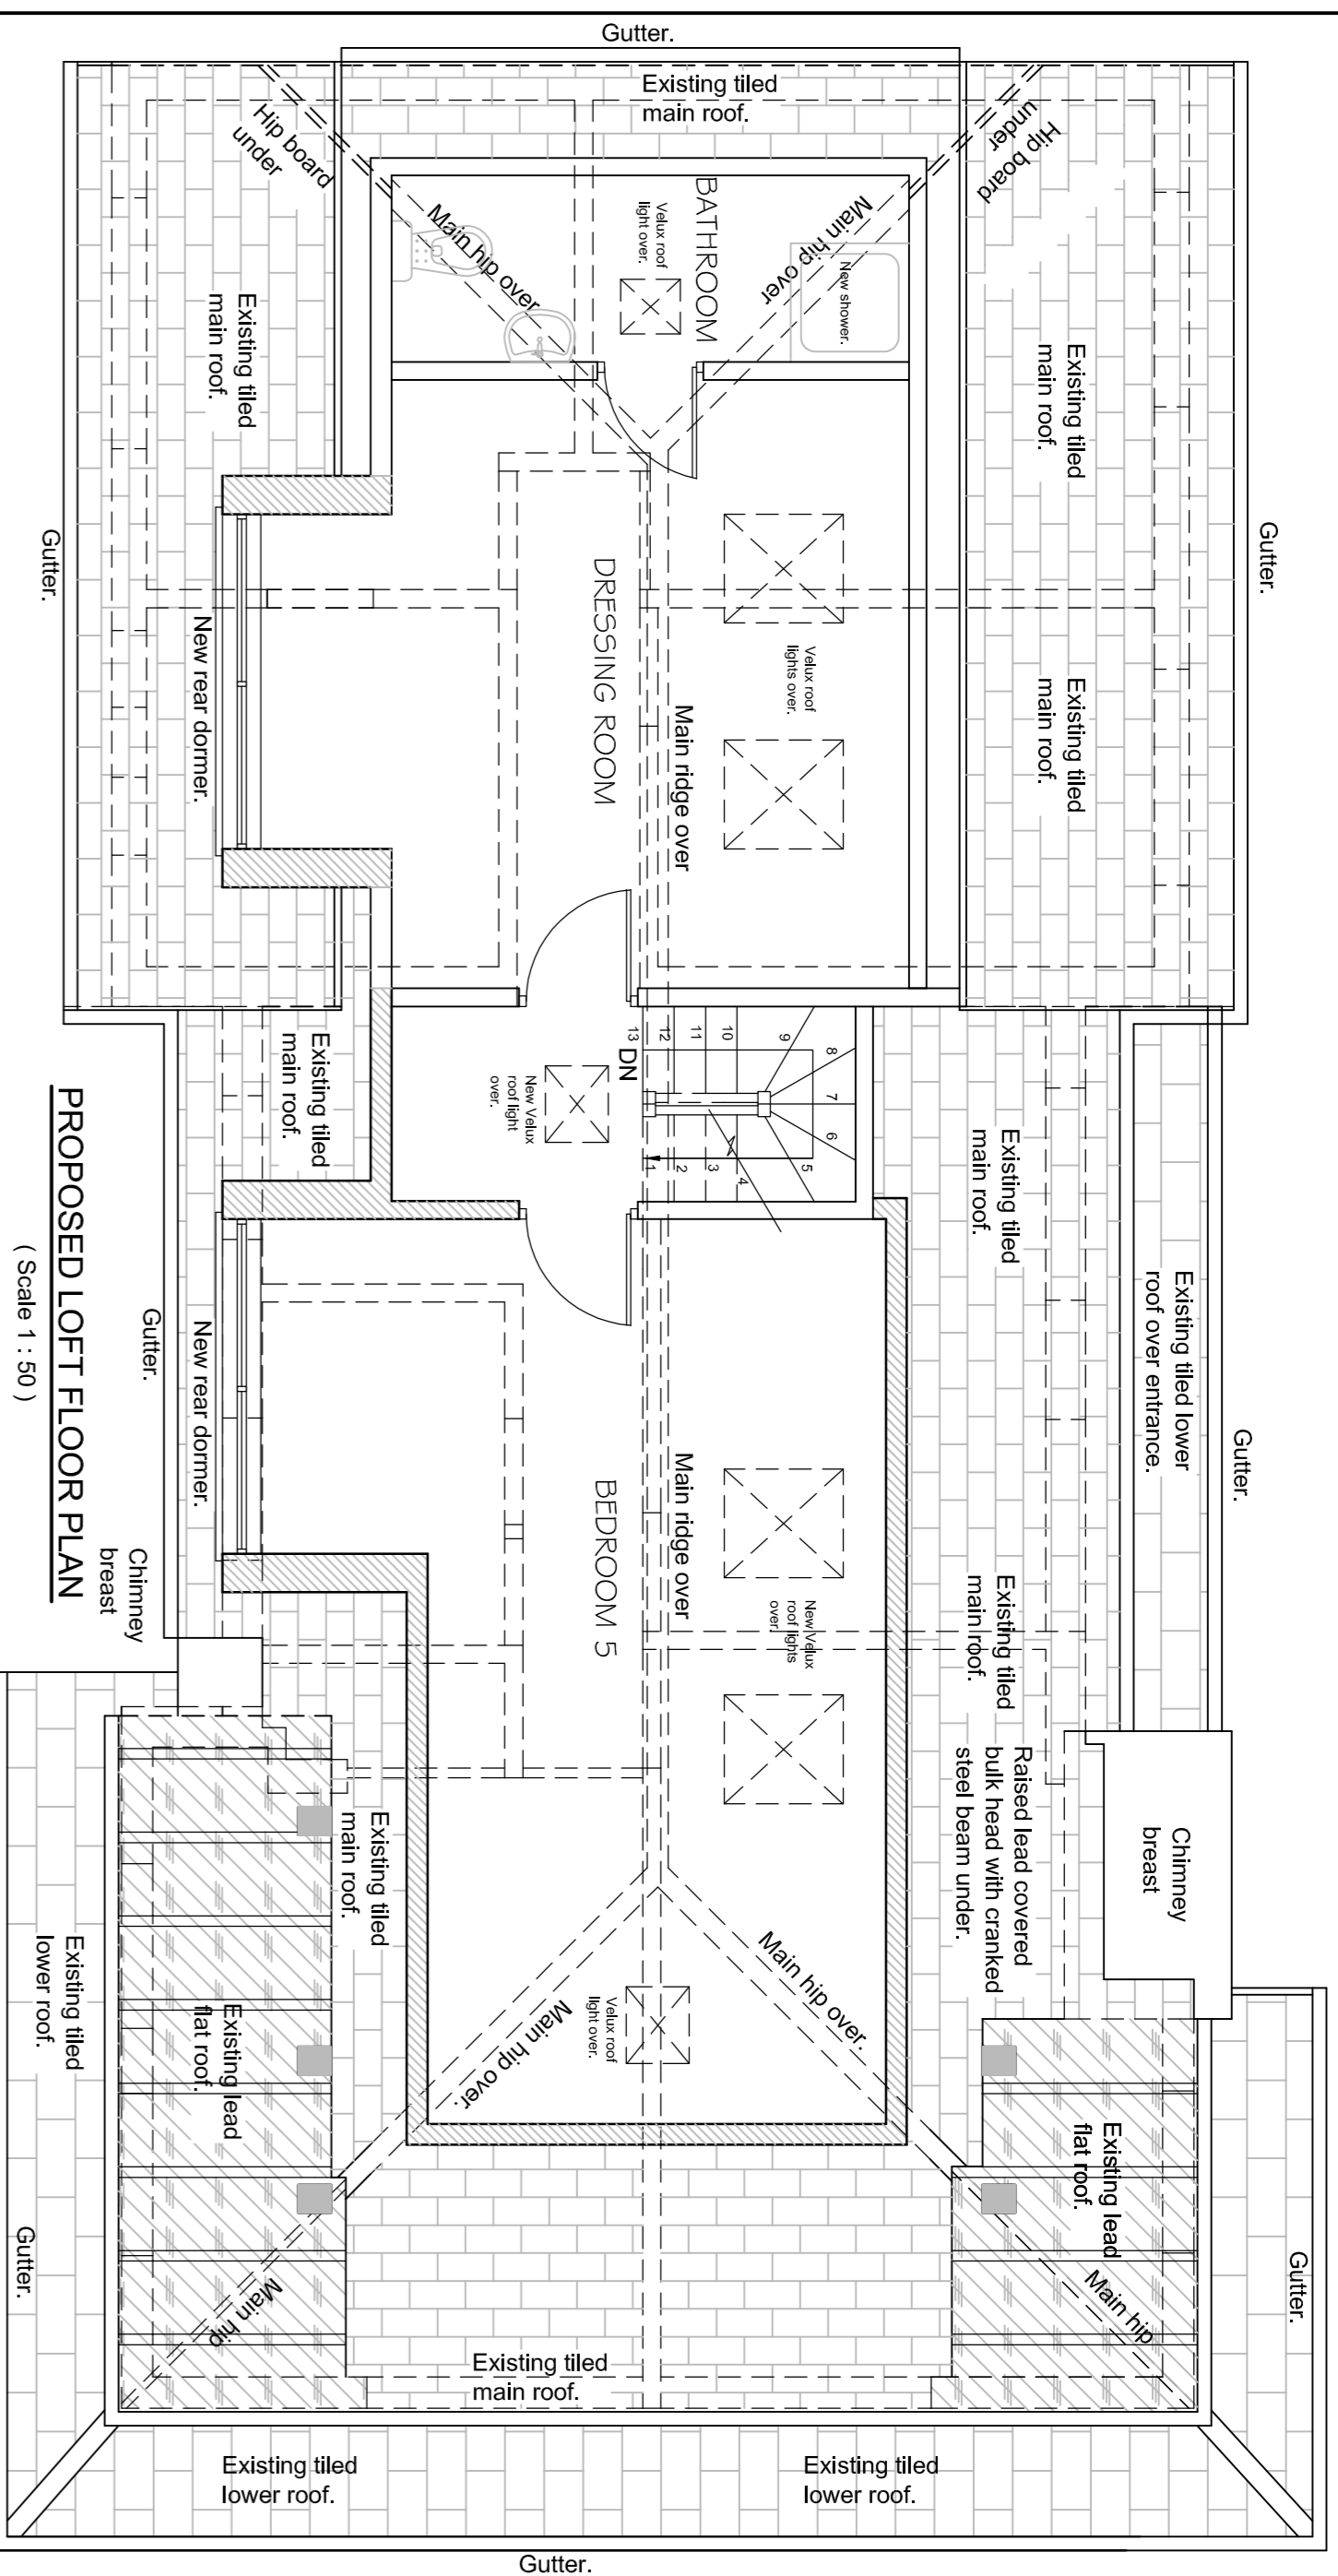 Gutter.
Existing tiled
main roof.
Hip board
under
Hip board
under
BATHROOM
Velux roof
light over.
Main hip over
Main hip over
New shower.
Existing tiled
main roof.
Existing tiled
main roof.
Existing tiled
main roof.
Gutter.
Gutter.
DRESSING ROOM
Velux roof
lights over.
Main ridge over
New rear dormer.
Existing tiled
main roof.
13
12
11
10
9
8
7
6
5
4
3
2
1
DN
New Velux
roof light
over.
Existing tiled
main roof.
Existing tiled lower
roof over entrance.
Gutter.
PROPOSED LOFT FLOOR PLAN
( Scale 1 : 50 )
Gutter.
New rear dormer.
Chimney
breast
BEDROOM 5
Main ridge over
New Velux
roof lights
over.
Existing tiled
main roof.
Raised lead covered
bulk head with cranked
steel beam under.
Chimney
breast
Existing tiled
main roof.
Main hip over.
Main hip over.
Velux roof
light over.
Existing tiled
lower roof.
Existing lead
flat roof.
Existing lead
flat roof.
Gutter.
Gutter.
Main hip
Main hip
Existing tiled
main roof.
Existing tiled
lower roof.
Existing tiled
lower roof.
Gutter.